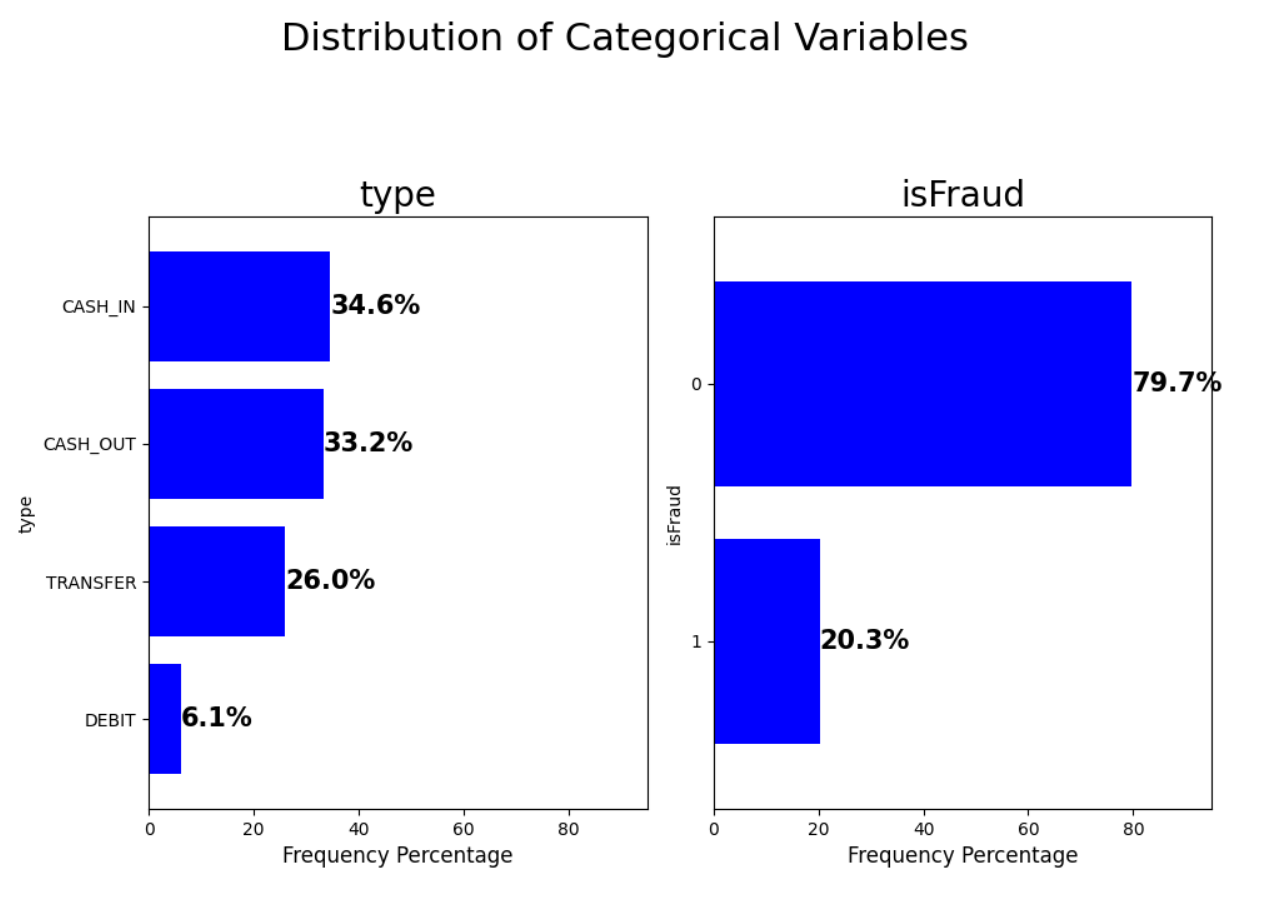 Distribution of Categorical Variables
type
type
CASH_IN
34.6%
CASH_OUT
33.2%
TRANSFER
26.0%
DEBIT
6.1%
0 20 40 60 80
Frequency Percentage
isFraud
isFraud
0
79.7%
1
20.3%
0 20 40 60 80
Frequency Percentage